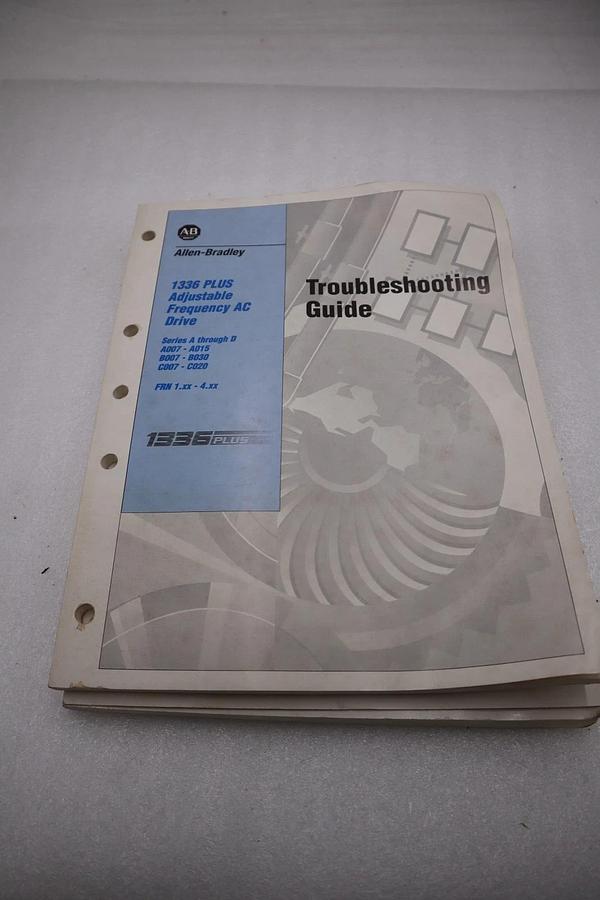 AB
Allen-Bradley
1336 PLUS
Adjustable
Frequency AC
Drive
Series A through D
A007 - A015
B007 - B030
C007 - C020
FRN 1.xx - 4.xx
1336 PLUS
Troubleshooting
Guide